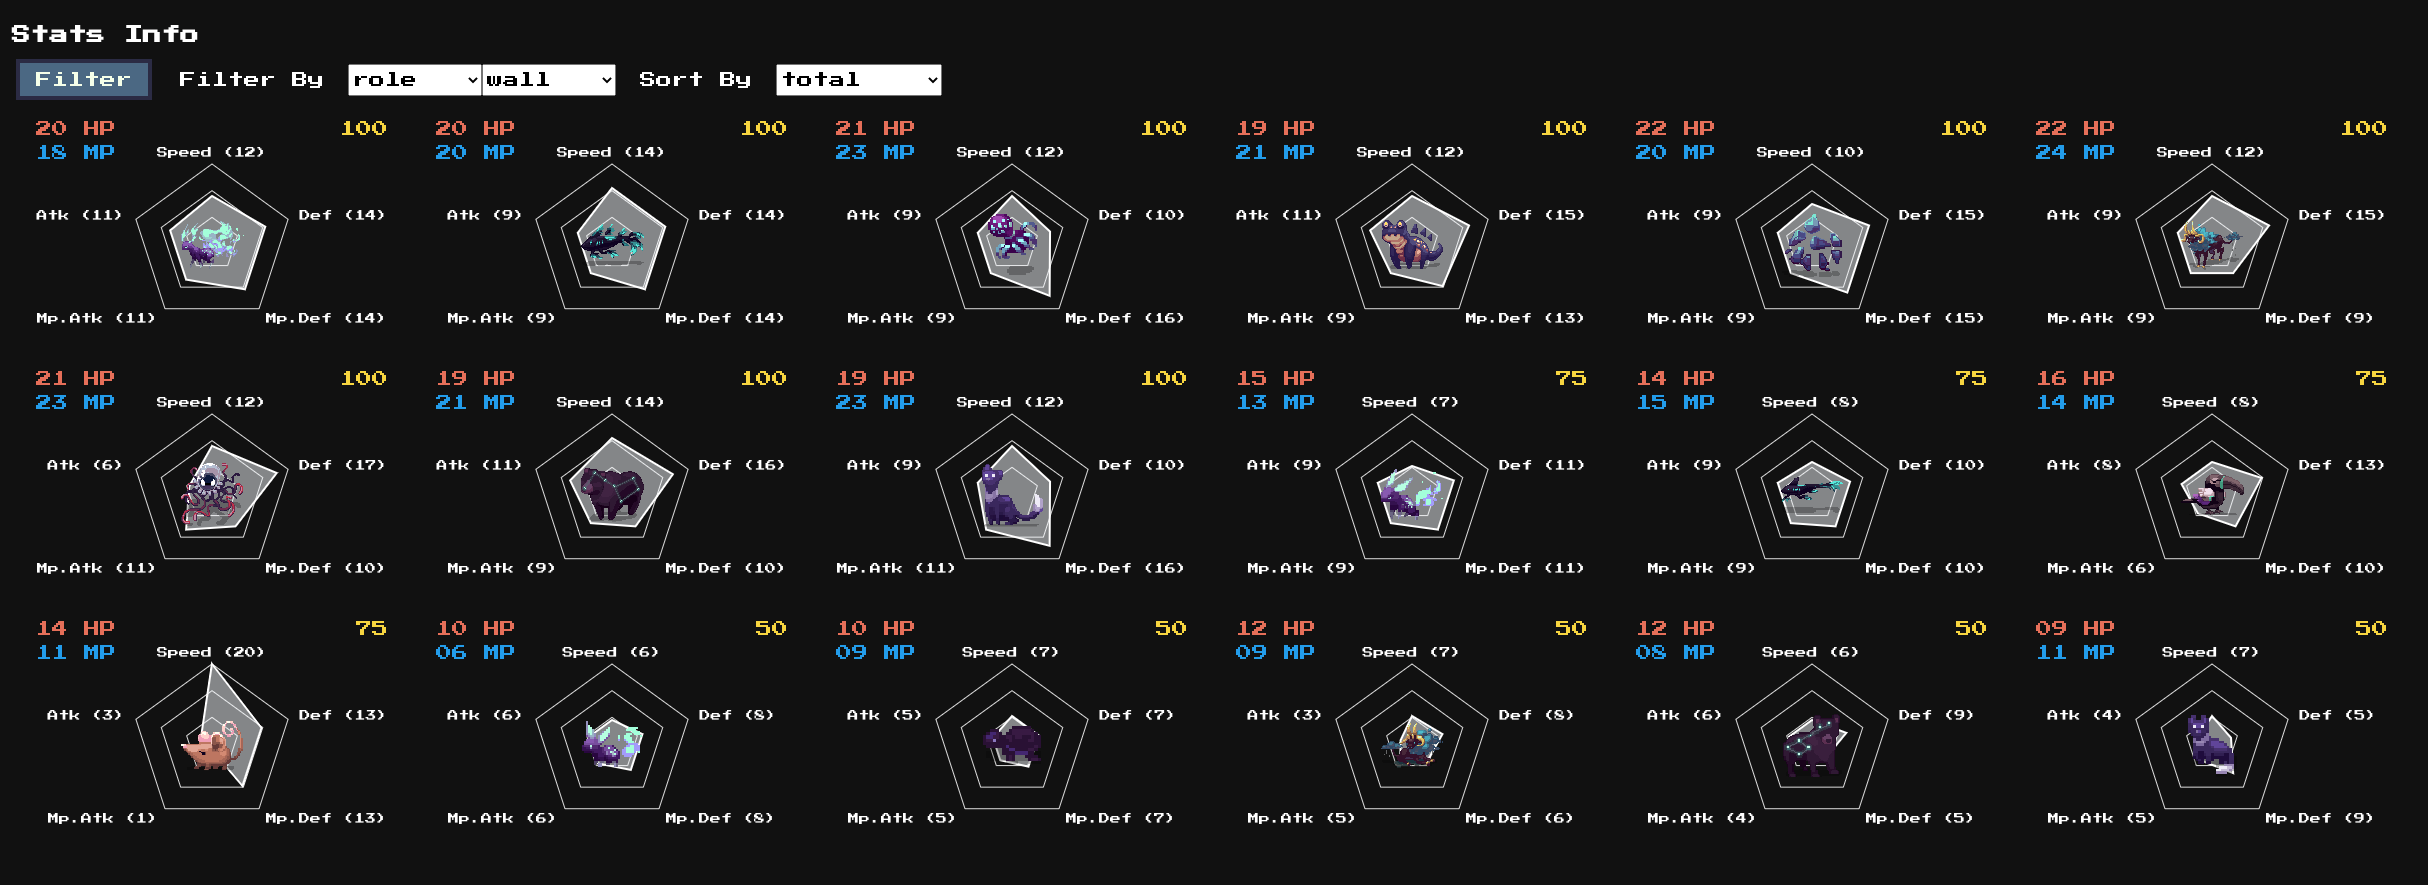 Stats Info
Filter Filter By role wall Sort By total
20 HP 100
18 MP
Speed (12)
Atk (11) Def (14)
Mp.Atk (11) Mp.Def (14)
20 HP 100
20 MP
Speed (14)
Atk (9) Def (14)
Mp.Atk (9) Mp.Def (14)
21 HP 100
23 MP
Speed (12)
Atk (9) Def (10)
Mp.Atk (9) Mp.Def (16)
19 HP 100
21 MP
Speed (12)
Atk (11) Def (15)
Mp.Atk (9) Mp.Def (13)
22 HP 100
20 MP
Speed (10)
Atk (9) Def (15)
Mp.Atk (9) Mp.Def (15)
22 HP 100
24 MP
Speed (12)
Atk (9) Def (15)
Mp.Atk (9) Mp.Def (9)
21 HP 100
23 MP
Speed (12)
Atk (6) Def (17)
Mp.Atk (11) Mp.Def (10)
19 HP 100
21 MP
Speed (14)
Atk (11) Def (16)
Mp.Atk (9) Mp.Def (10)
19 HP 100
23 MP
Speed (12)
Atk (9) Def (10)
Mp.Atk (11) Mp.Def (16)
15 HP 75
13 MP
Speed (7)
Atk (9) Def (11)
Mp.Atk (9) Mp.Def (11)
14 HP 75
15 MP
Speed (8)
Atk (9) Def (10)
Mp.Atk (9) Mp.Def (10)
16 HP 75
14 MP
Speed (8)
Atk (8) Def (13)
Mp.Atk (6) Mp.Def (10)
14 HP 75
11 MP
Speed (20)
Atk (3) Def (13)
Mp.Atk (1) Mp.Def (13)
10 HP 50
06 MP
Speed (6)
Atk (6) Def (8)
Mp.Atk (6) Mp.Def (8)
10 HP 50
09 MP
Speed (7)
Atk (5) Def (7)
Mp.Atk (5) Mp.Def (7)
12 HP 50
09 MP
Speed (7)
Atk (3) Def (8)
Mp.Atk (5) Mp.Def (6)
12 HP 50
08 MP
Speed (6)
Atk (6) Def (9)
Mp.Atk (4) Mp.Def (5)
09 HP 50
11 MP
Speed (7)
Atk (4) Def (5)
Mp.Atk (5) Mp.Def (9)